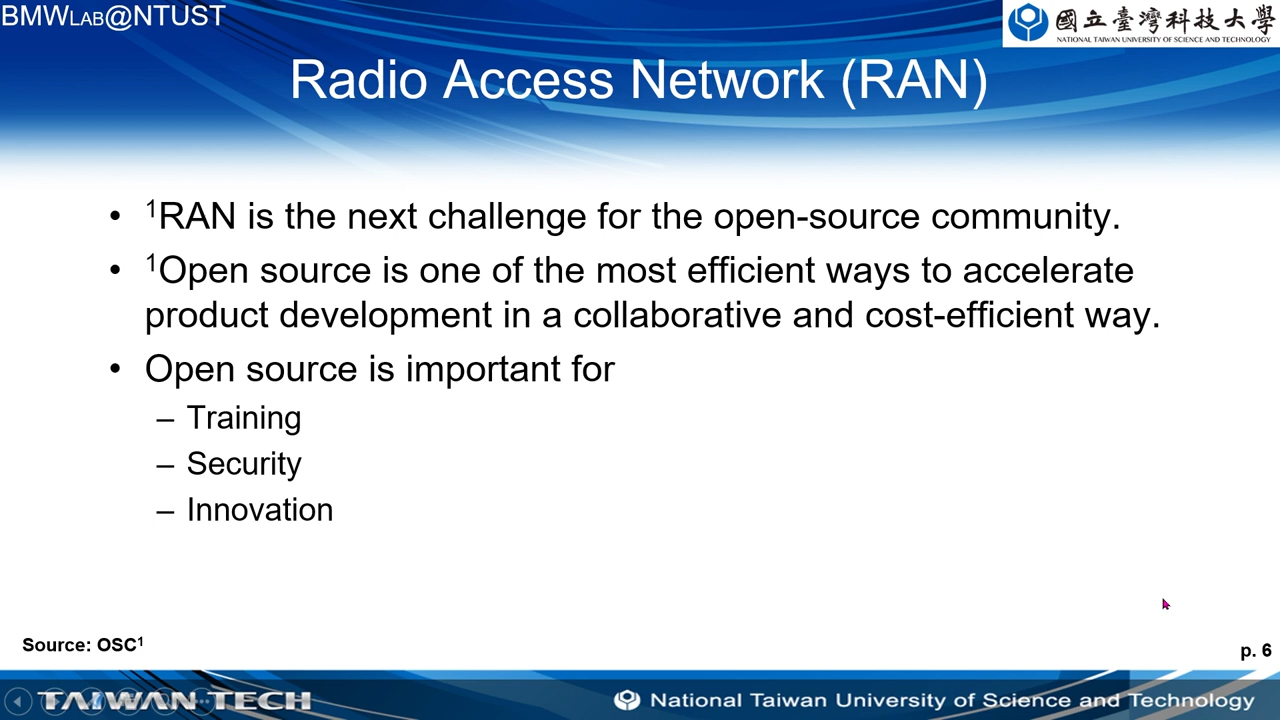 BMWLAB@NTUST
國立臺灣科技大學
NATIONAL TAIWAN UNIVERSITY OF SCIENCE AND TECHNOLOGY
Radio Access Network (RAN)
• ¹RAN is the next challenge for the open-source community.
• ¹Open source is one of the most efficient ways to accelerate
product development in a collaborative and cost-efficient way.
• Open source is important for
– Training
– Security
– Innovation
Source: OSC¹
p. 6
TAIWAN TECH
National Taiwan University of Science and Technology